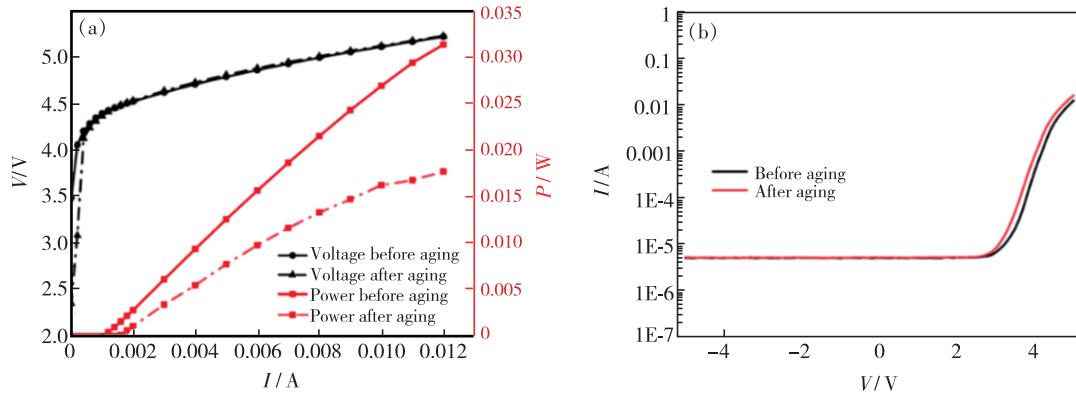 (a)
5.0
4.5
4.0
3.5
3.0
2.5
2.0
V/V
0.035
0.030
0.025
0.020
0.015
0.010
0.005
0
P/W
Voltage before aging
Voltage after aging
Power before aging
Power after aging
0 0.002 0.004 0.006 0.008 0.010 0.012
I/A
(b)
1
0.1
0.01
0.001
1E-4
1E-5
1E-6
1E-7
I/A
Before aging
After aging
−4 −2 0 2 4
V/V